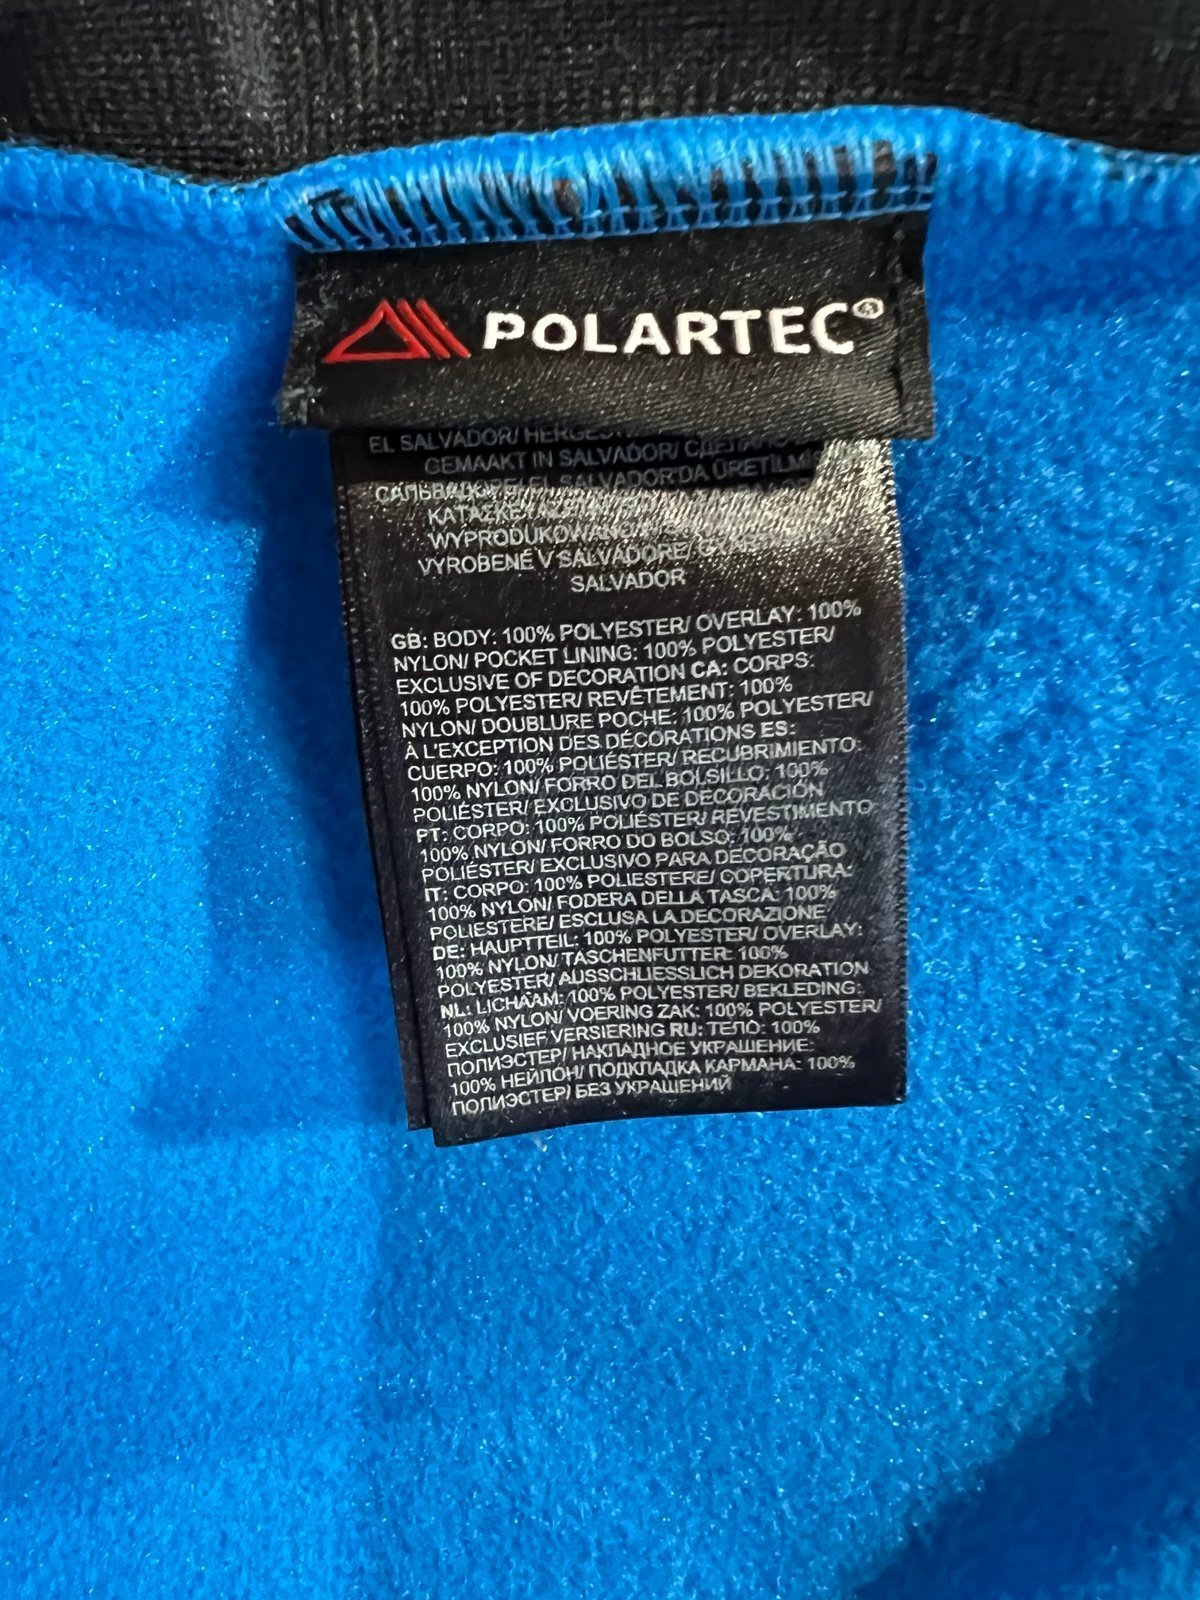 POLARTEC®
EL SALVADOR/
GEMAAKT IN SALVADOR/
EL SALVADOR'DA ÜRETİLMİ
WYPRODUKOWANO
VYROBENÉ V SALVADORE/
SALVADOR
GB: BODY: 100% POLYESTER/ OVERLAY: 100%
NYLON/ POCKET LINING: 100% POLYESTER/
EXCLUSIVE OF DECORATION CA: CORPS:
100% POLYESTER/ REVÊTEMENT: 100%
NYLON/ DOUBLURE POCHE: 100% POLYESTER/
À L'EXCEPTION DES DÉCORATIONS ES:
CUERPO: 100% POLIÉSTER/ RECUBRIMIENTO:
100% NYLON/ FORRO DEL BOLSILLO: 100%
POLIÉSTER/ EXCLUSIVO DE DECORACIÓN
PT: CORPO: 100% POLIÉSTER/ REVESTIMENTO:
100% NYLON/ FORRO DO BOLSO: 100%
POLIÉSTER/ EXCLUSIVO PARA DECORAÇÃO
IT: CORPO: 100% POLIESTERE/ COPERTURA:
100% NYLON/ FODERA DELLA TASCA: 100%
POLIESTERE/ ESCLUSA LA DECORAZIONE
DE: HAUPTTEIL: 100% POLYESTER/ OVERLAY:
100% NYLON/ TASCHENFUTTER: 100%
POLYESTER/ AUSSCHLIESSLICH DEKORATION
NL: LICHAAM: 100% POLYESTER/ BEKLEDING:
100% NYLON/ VOERING ZAK: 100% POLYESTER/
EXCLUSIEF VERSIERING RU: ТЕЛО: 100%
ПОЛИЭСТЕР/ НАКЛАДНОЕ УКРАШЕНИЕ:
100% НЕЙЛОН/ ПОДКЛАДКА КАРМАНА: 100%
ПОЛИЭСТЕР/ БЕЗ УКРАШЕНИЙ